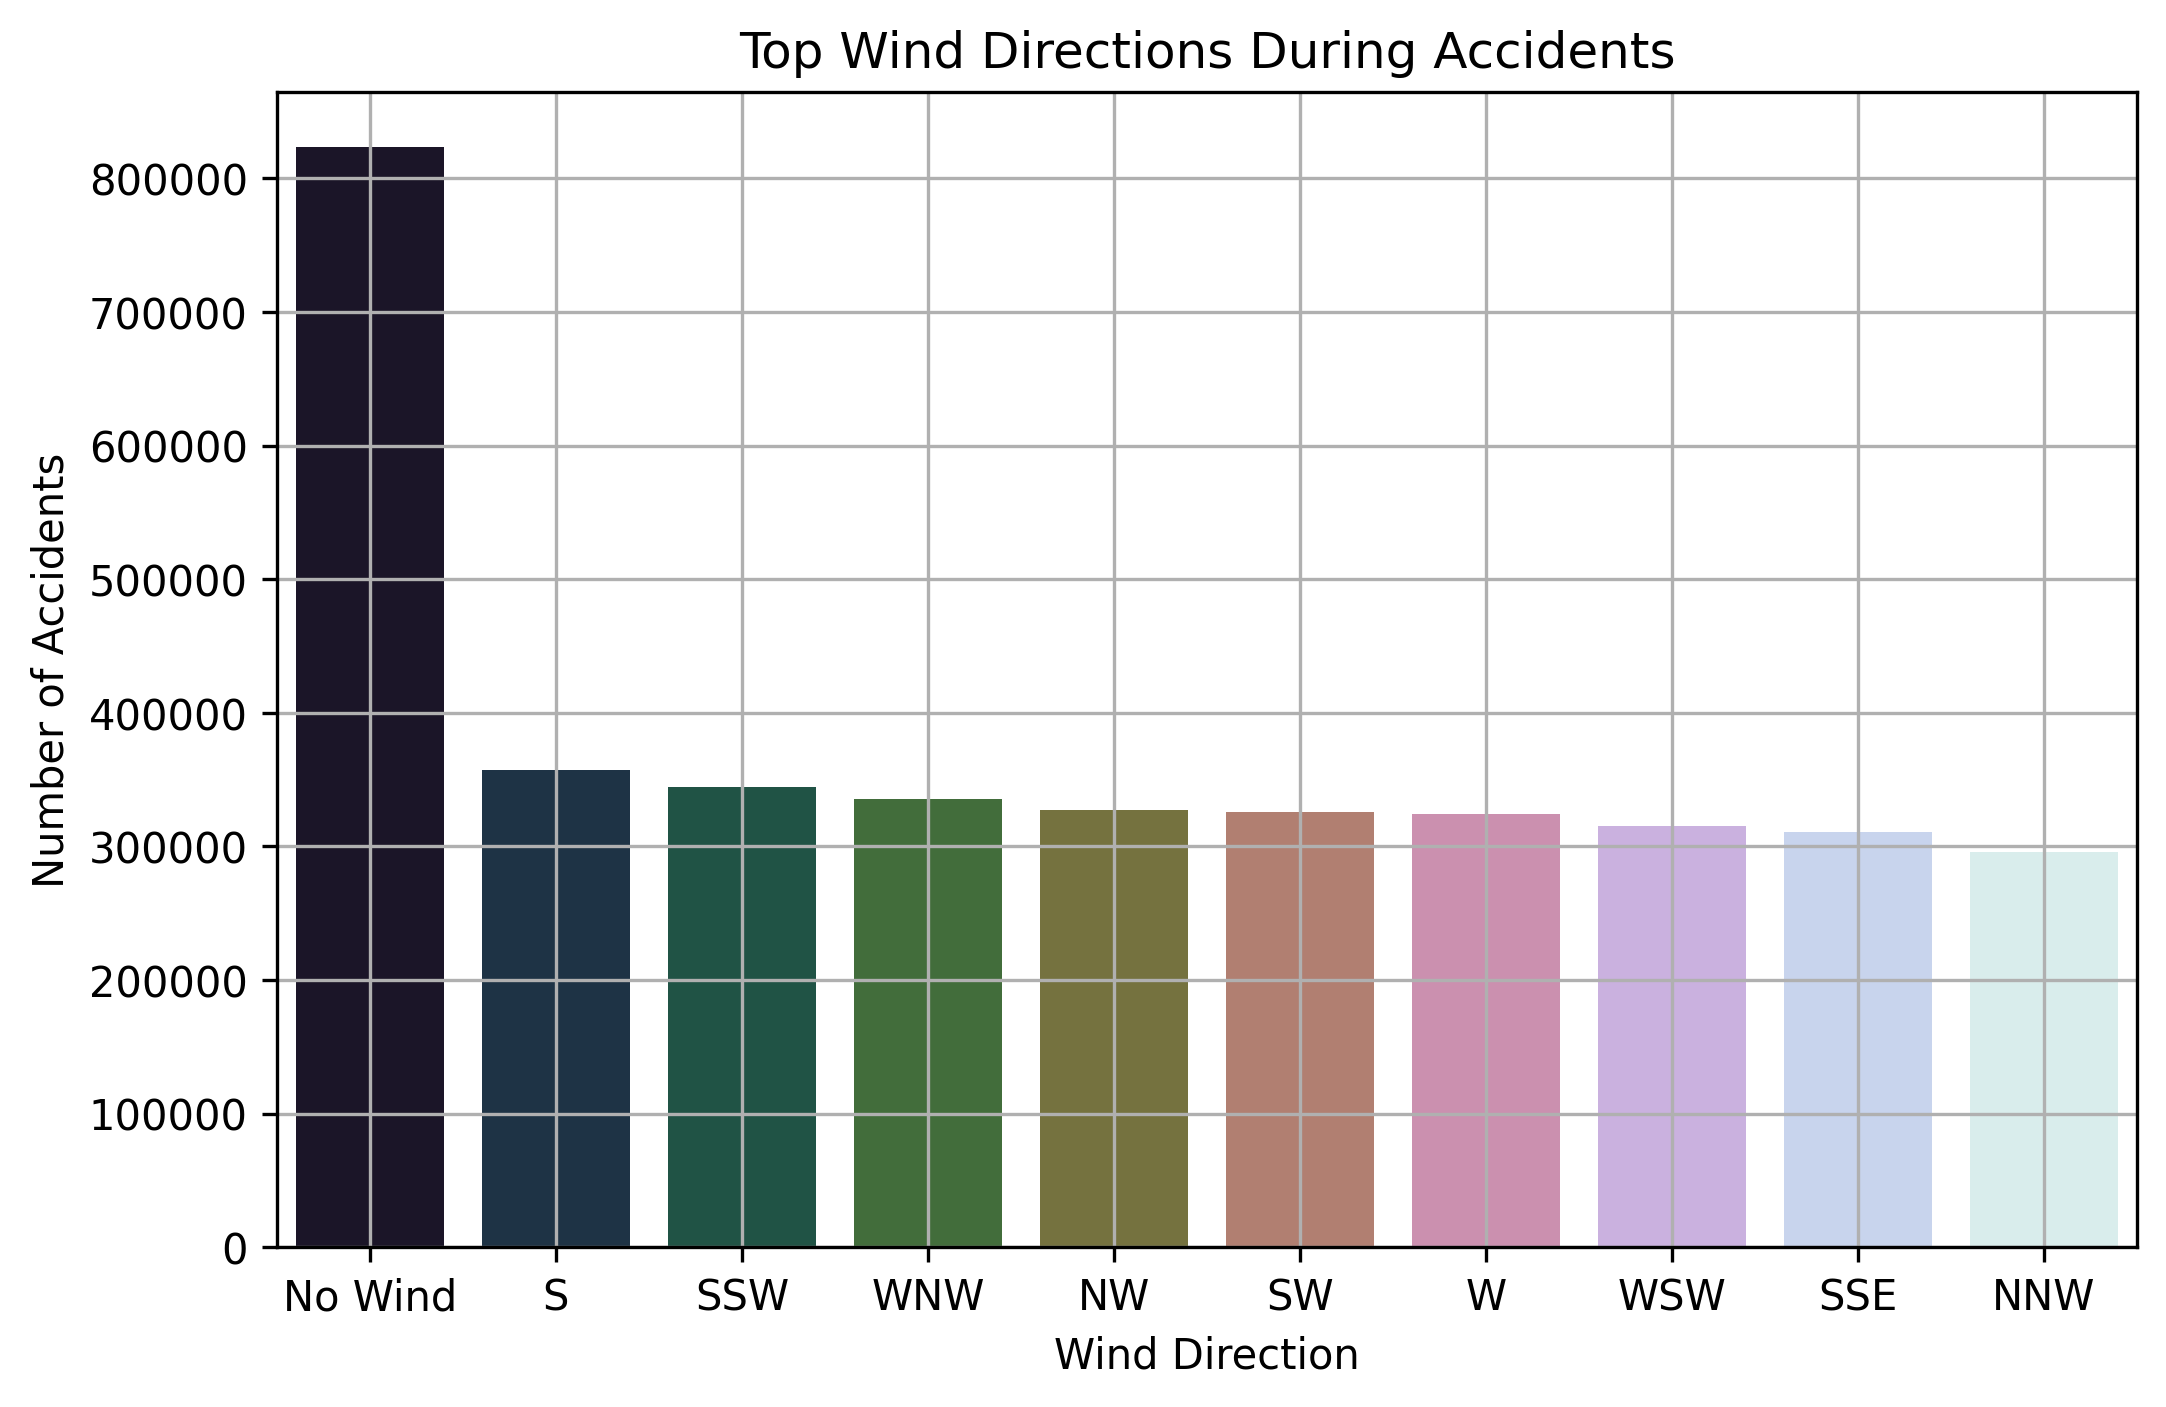 Top Wind Directions During Accidents
Number of Accidents
800000
700000
600000
500000
400000
300000
200000
100000
0
No Wind S SSW WNW NW SW W WSW SSE NNW
Wind Direction